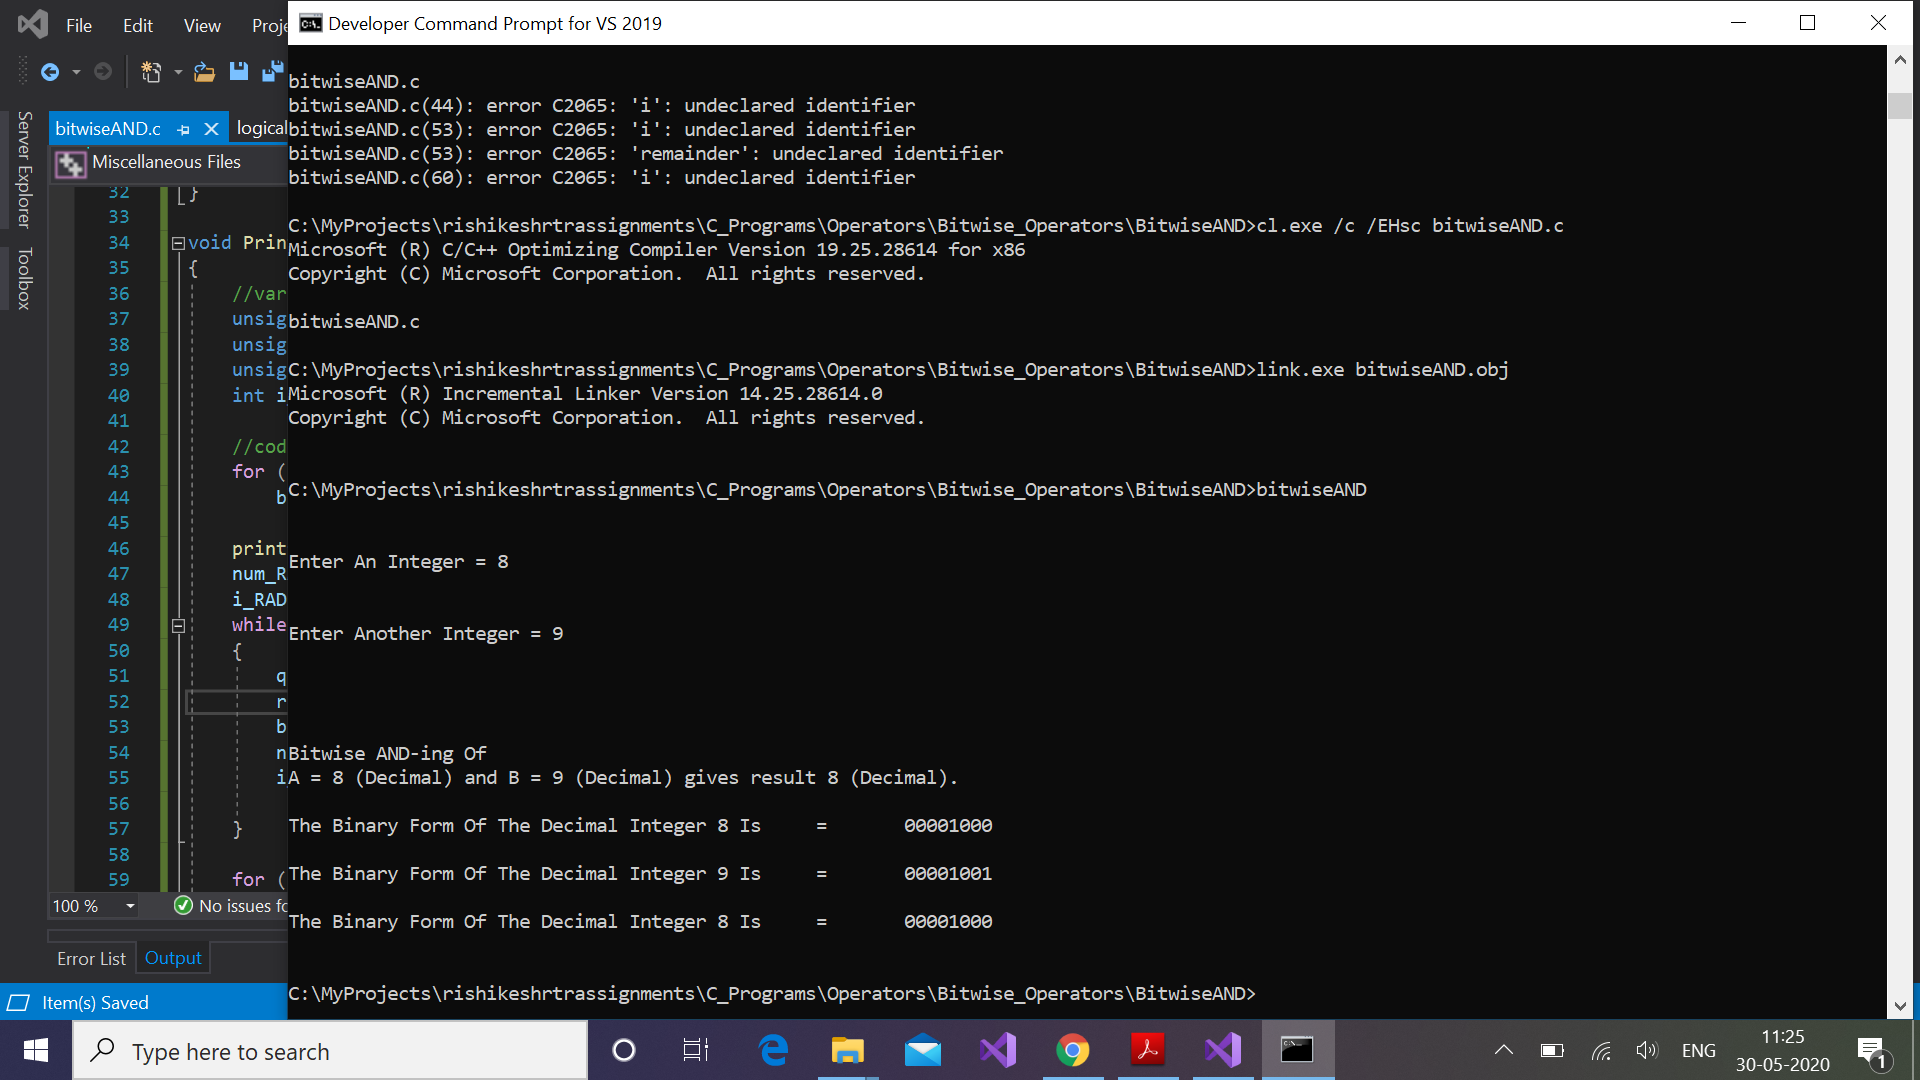 File Edit View Proje
Developer Command Prompt for VS 2019
Server Explorer
Toolbox
bitwiseAND.c
logical
Miscellaneous Files
32 }
33
34 void Prin
35 {
36 //var
37 unsig
38 unsig
39 unsig
40 int i
41
42 //cod
43 for (
44 b
45
46 print
47 num_R
48 i_RAD
49 while
50 {
51 q
52 r
53 b
54 n
55 i
56
57 }
58
59 for (
100 %
No issues fo
Error List Output
Item(s) Saved
bitwiseAND.c
bitwiseAND.c(44): error C2065: 'i': undeclared identifier
bitwiseAND.c(53): error C2065: 'i': undeclared identifier
bitwiseAND.c(53): error C2065: 'remainder': undeclared identifier
bitwiseAND.c(60): error C2065: 'i': undeclared identifier
C:\MyProjects\rishikeshrtrassignments\C_Programs\Operators\Bitwise_Operators\BitwiseAND>cl.exe /c /EHsc bitwiseAND.c
Microsoft (R) C/C++ Optimizing Compiler Version 19.25.28614 for x86
Copyright (C) Microsoft Corporation.  All rights reserved.
bitwiseAND.c
C:\MyProjects\rishikeshrtrassignments\C_Programs\Operators\Bitwise_Operators\BitwiseAND>link.exe bitwiseAND.obj
Microsoft (R) Incremental Linker Version 14.25.28614.0
Copyright (C) Microsoft Corporation.  All rights reserved.
C:\MyProjects\rishikeshrtrassignments\C_Programs\Operators\Bitwise_Operators\BitwiseAND>bitwiseAND
Enter An Integer = 8
Enter Another Integer = 9
Bitwise AND-ing Of
A = 8 (Decimal) and B = 9 (Decimal) gives result 8 (Decimal).
The Binary Form Of The Decimal Integer 8 Is     =       00001000
The Binary Form Of The Decimal Integer 9 Is     =       00001001
The Binary Form Of The Decimal Integer 8 Is     =       00001000
C:\MyProjects\rishikeshrtrassignments\C_Programs\Operators\Bitwise_Operators\BitwiseAND>
Type here to search
ENG
11:25
30-05-2020
1